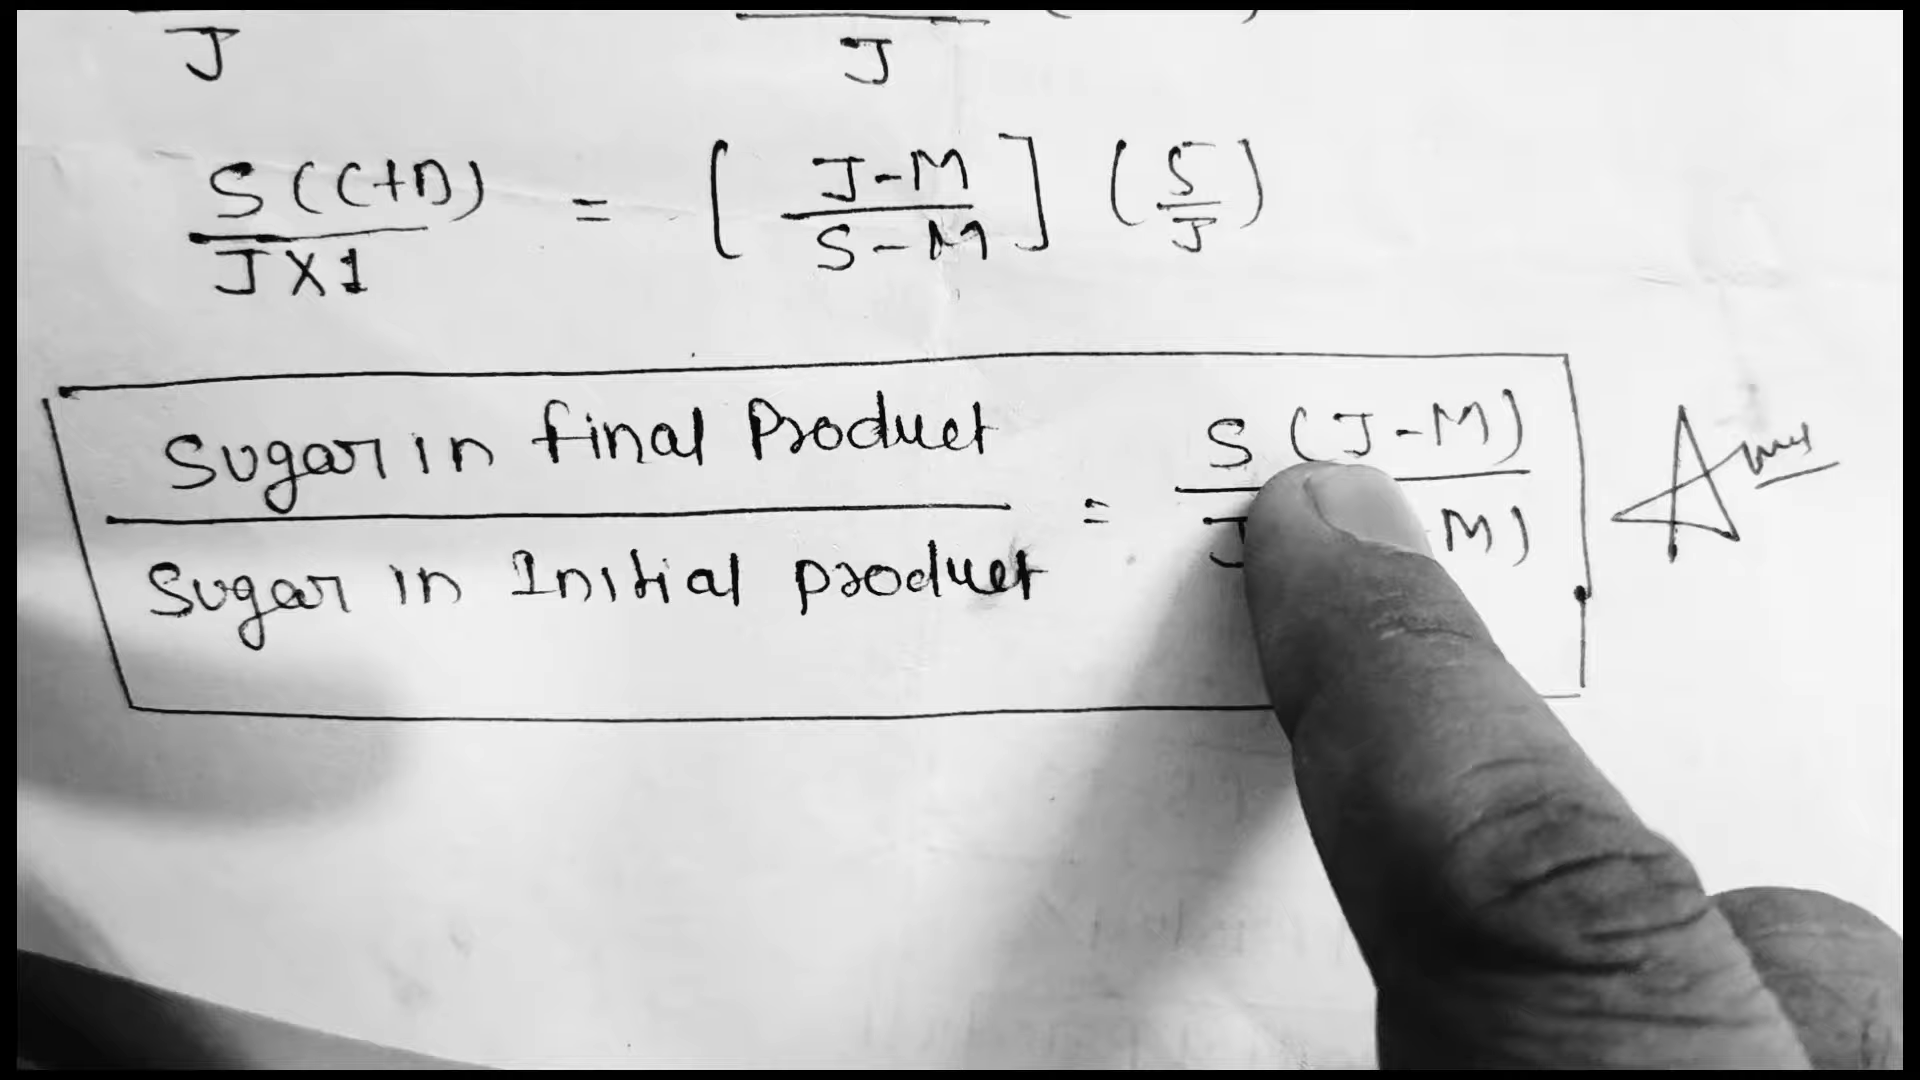 J J
S (C+D) / J×1 = [ J-M / S-M ] ( S / J )
Sugar in final Product / Sugar in Initial product = S (J-M) / J M)
Ans